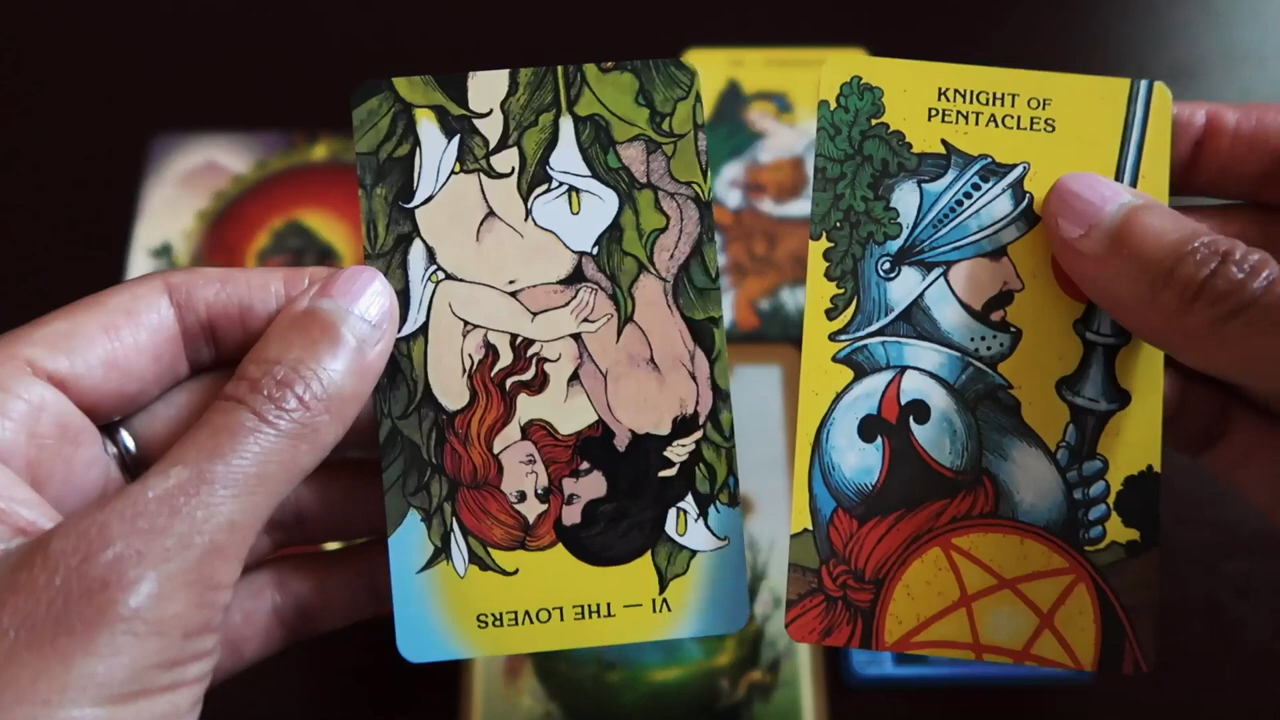 VI — THE LOVERS
KNIGHT OF
PENTACLES